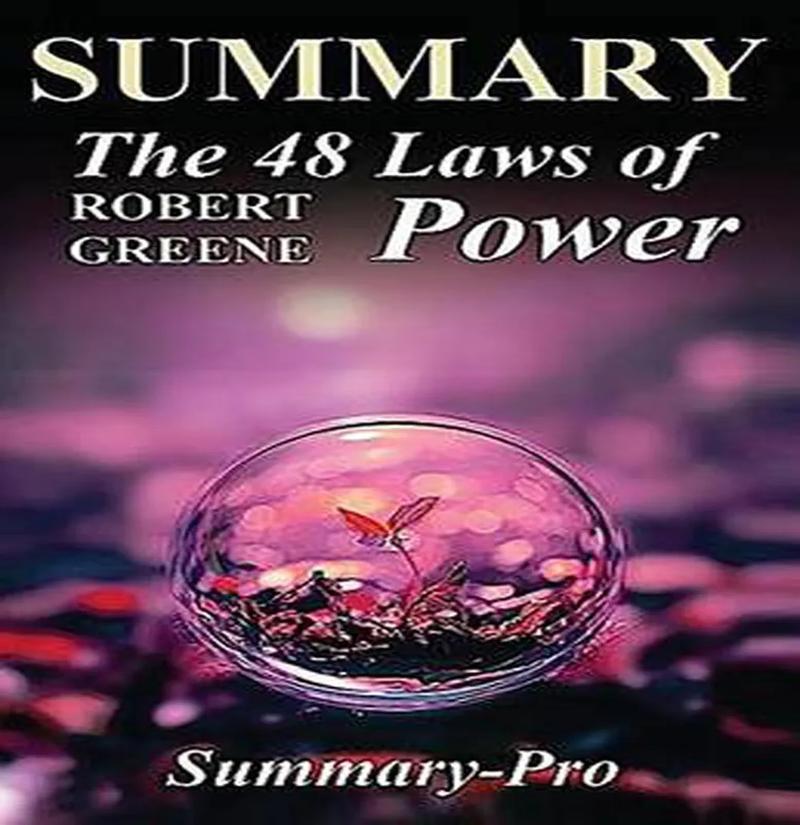 SUMMARY
The 48 Laws of
ROBERT
GREENE
Power
Summary-Pro